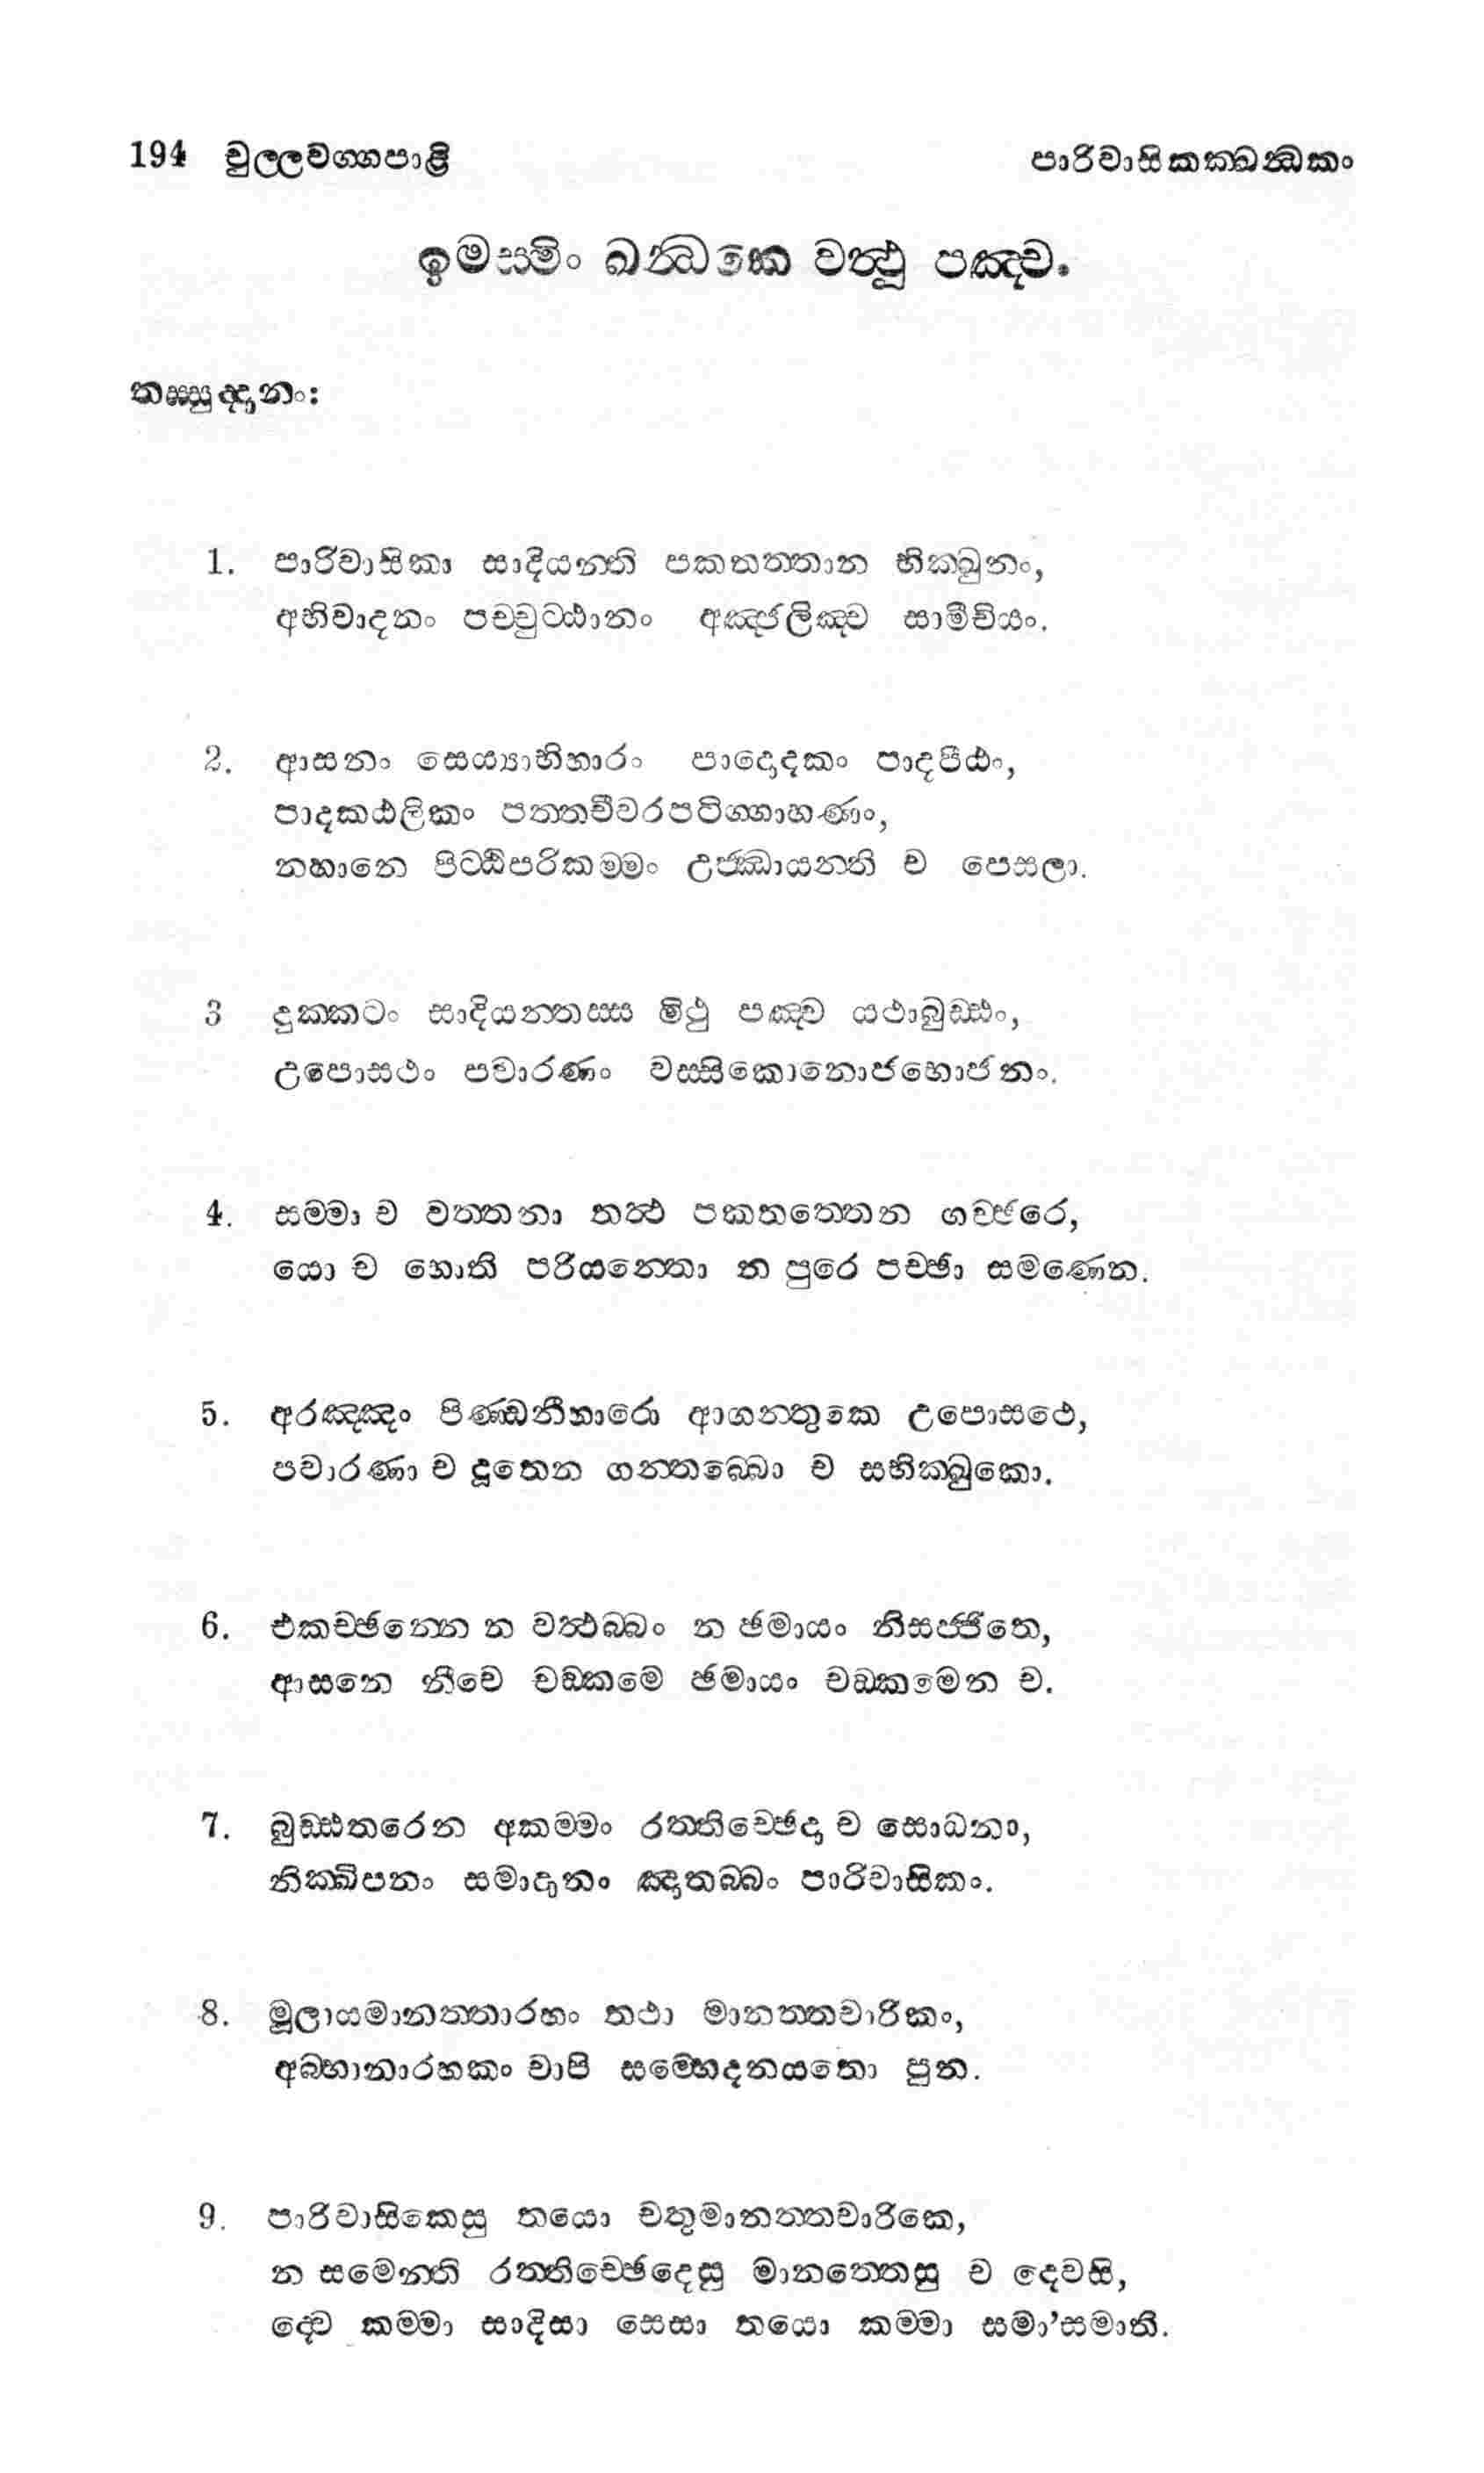 194 චුල්ලවග්ගපාළි පාරිවාසිකක්ඛන්ධකං
ඉමස්මිං ඛන්ධකෙ වත්ථූ පඤ්ච.
තස්සුද්දානං:
1. පාරිවාසිකා සාදියන්ති පකතත්තාන භික්ඛුනං,
අභිවාදනං පච්චුට්ඨානං අඤ්ජලිඤ්ච සාමීචියං.
2. ආසනං සෙය්‍යාභිහාරං පාදොදකං පාදපීඨං,
පාදකඨලිකං පත්තචීවරපටිග්ගාහණං,
නහානෙ පිට්ඨිපරිකම්මං උජ්ඣායන්ති ච පෙසලා.
3 දුක්කටං සාදියන්තස්ස මිථු පඤ්ච යථාබුඩ්ඪං,
උපොසථං පවාරණං වස්සිකොනොජභොජනං.
4. සම්මා ච වත්තනා තත්ථ පකතත්තෙන ගච්ඡරෙ,
යො ච හොති පරියන්තො න පුරෙ පච්ඡා සමණෙන.
5. අරඤ්ඤං පිණ්ඩනීහාරො ආගන්තුකෙ උපොසථෙ,
පවාරණා ච දූතෙන ගන්තබ්බො ච සභික්ඛුකො.
6. එකච්ඡන්නෙ න වත්ථබ්බං න ඡමායං නිසජ්ජිතෙ,
ආසනෙ නීචෙ චඞ්කමෙ ඡමායං චඞ්කමෙන ච.
7. බුඩ්ඪතරෙන අකම්මං රත්තිච්ඡෙදා ච සොධනා,
නික්ඛිපනං සමාදානං ඤාතබ්බං පාරිවාසිකං.
8. මූලායමානත්තාරහං තථා මානත්තචාරිකං,
අබ්භානාරහකං චාපි සම්භෙදනයතො පුන.
9. පාරිවාසිකෙසු තයො චතුමානත්තචාරිකෙ,
න සමෙන්ති රත්තිච්ඡෙදෙසු මානත්තෙසු ච දෙවසි,
ද්වෙ කම්මා සාදිසා සෙසා තයො කම්මා සමා'සමාති.